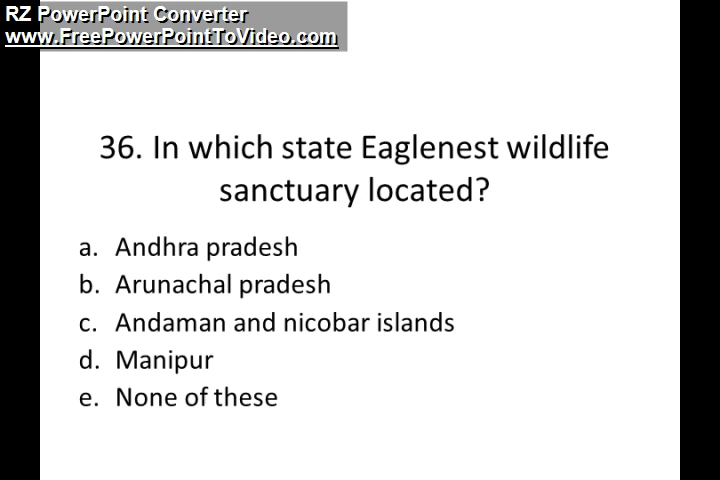 RZ PowerPoint Converter
www.FreePowerPointToVideo.com
36. In which state Eaglenest wildlife
sanctuary located?
a. Andhra pradesh
b. Arunachal pradesh
c. Andaman and nicobar islands
d. Manipur
e. None of these